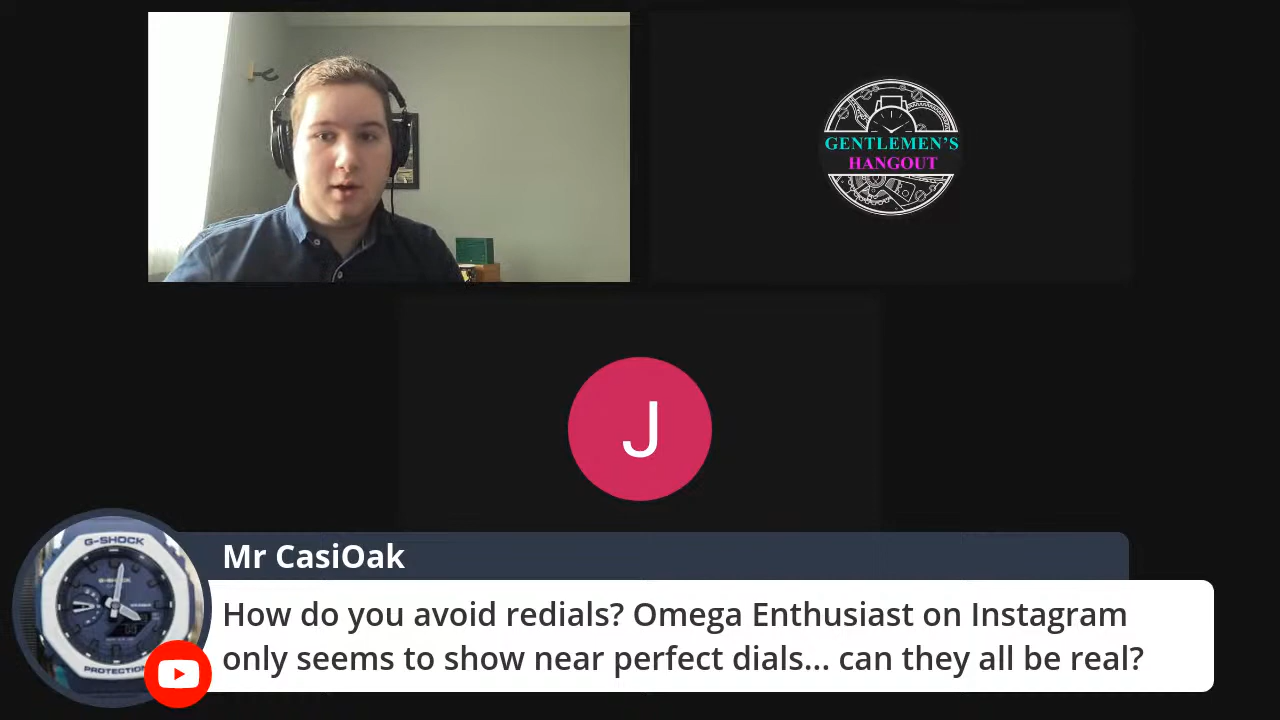 GENTLEMEN'S
HANGOUT
J
Mr CasiOak
How do you avoid redials? Omega Enthusiast on Instagram
only seems to show near perfect dials... can they all be real?
G-SHOCK
G-SHOCK
PROTECTION